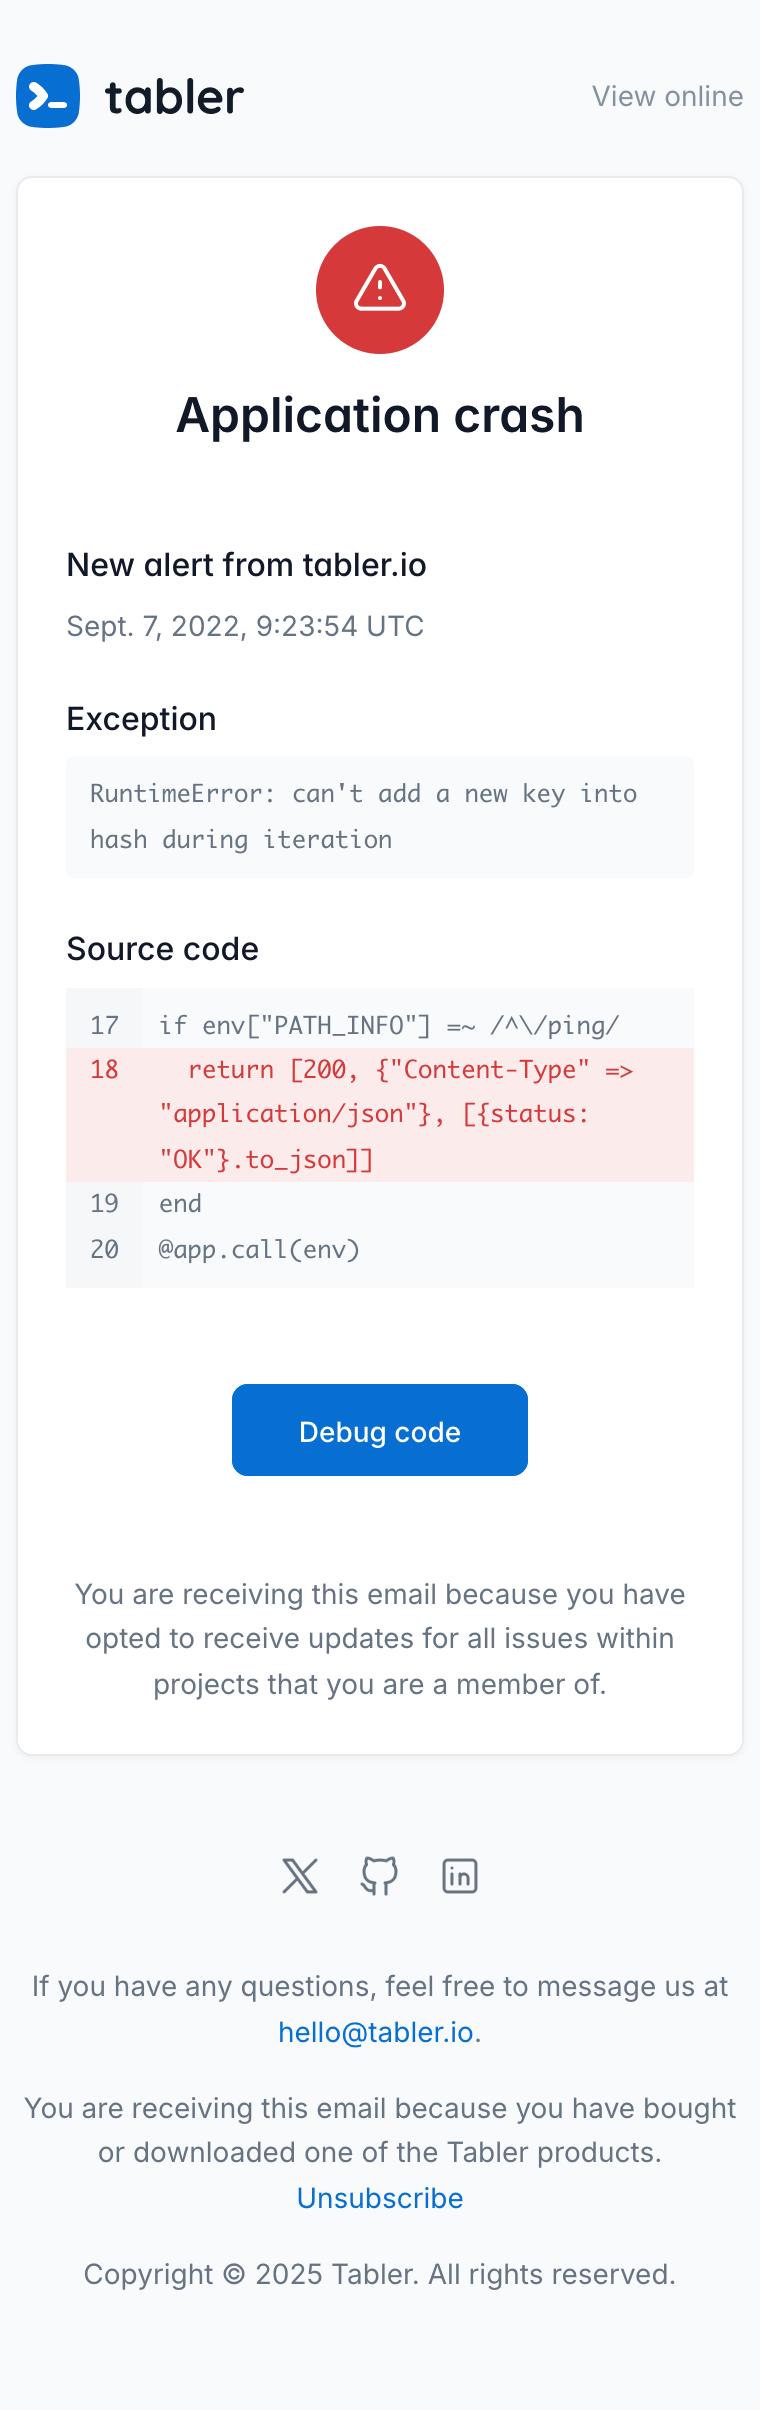 tabler
View online
Application crash
New alert from tabler.io
Sept. 7, 2022, 9:23:54 UTC
Exception
RuntimeError: can't add a new key into
hash during iteration
Source code
17 if env["PATH_INFO"] =~ /^\/ping/
18   return [200, {"Content-Type" =>
"application/json"}, [{status:
"OK"}.to_json]]
19 end
20 @app.call(env)
Debug code
You are receiving this email because you have
opted to receive updates for all issues within
projects that you are a member of.
If you have any questions, feel free to message us at
hello@tabler.io.
You are receiving this email because you have bought
or downloaded one of the Tabler products.
Unsubscribe
Copyright © 2025 Tabler. All rights reserved.